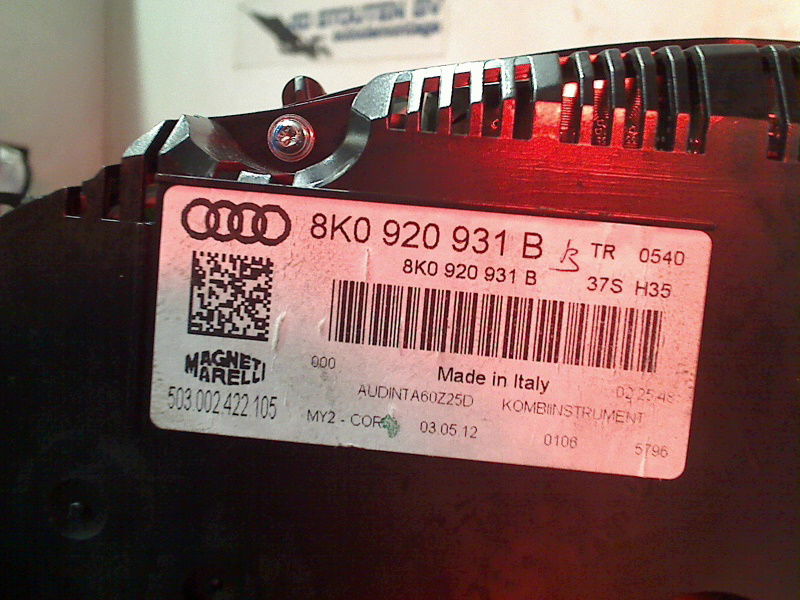 8K0 920 931 B B TR 0540
8K0 920 931 B 37S H35
MAGNETI
MARELLI
503.002.422.105
000
Made in Italy
AUDINTA60Z25D KOMBIINSTRUMENT
MY2 - 03.05.12 0106 5796